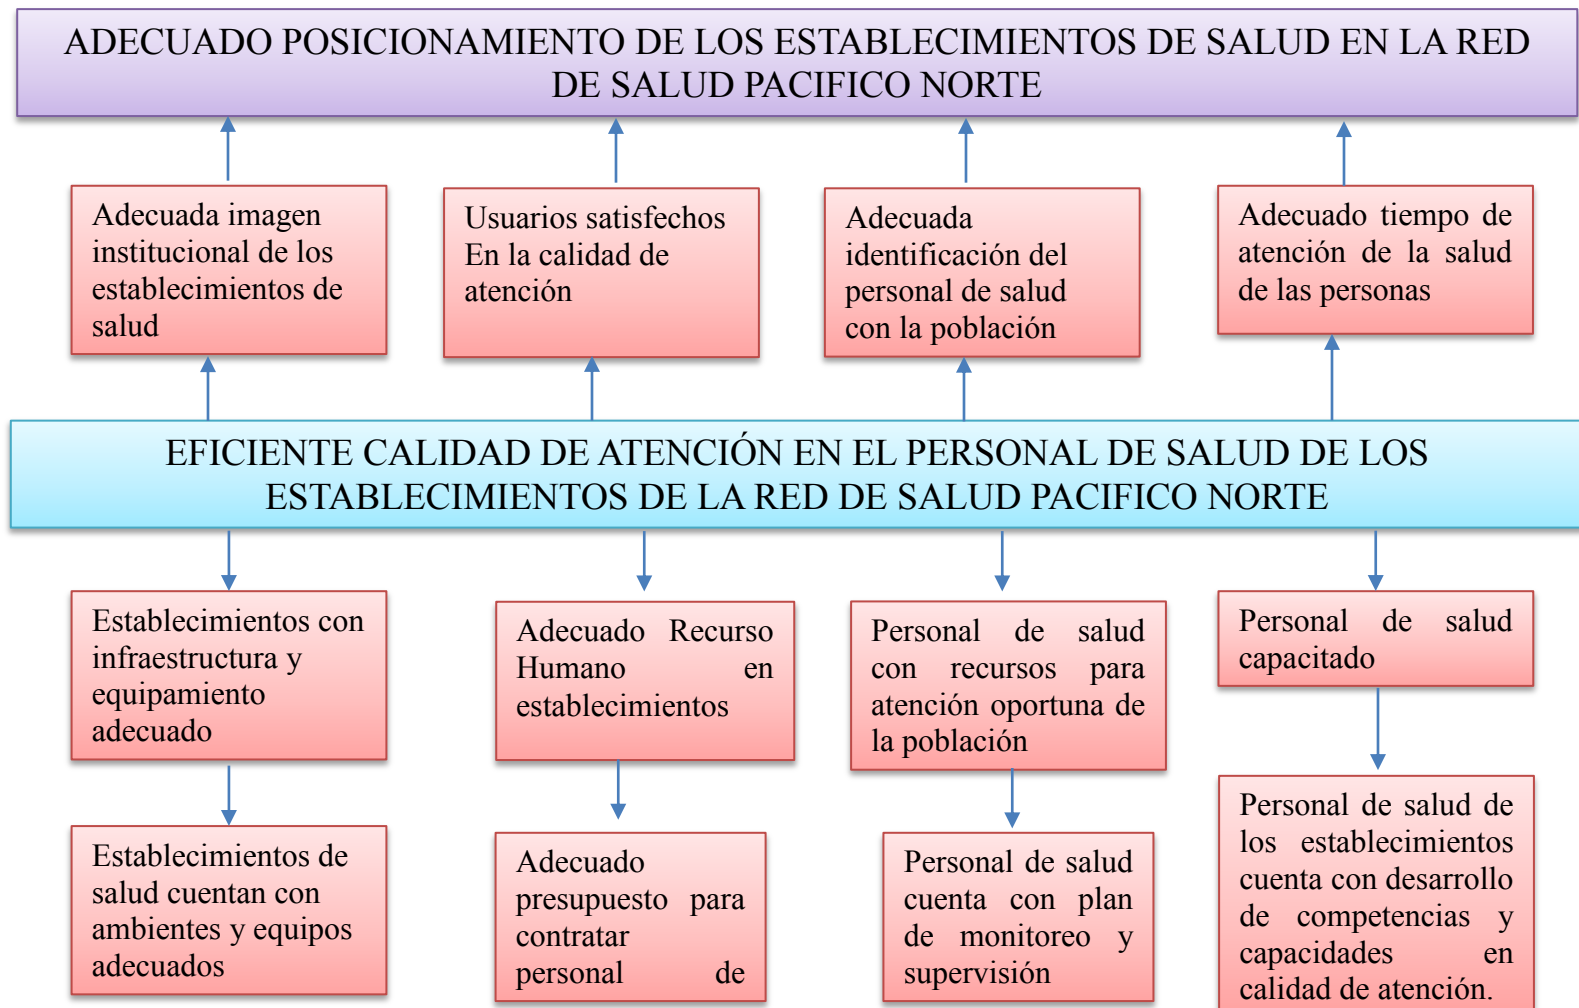 ADECUADO POSICIONAMIENTO DE LOS ESTABLECIMIENTOS DE SALUD EN LA RED
DE SALUD PACIFICO NORTE
Adecuada imagen
institucional de los
establecimientos de
salud
Usuarios satisfechos
En la calidad de
atención
Adecuada
identificación del
personal de salud
con la población
Adecuado tiempo de
atención de la salud
de las personas
EFICIENTE CALIDAD DE ATENCIÓN EN EL PERSONAL DE SALUD DE LOS
ESTABLECIMIENTOS DE LA RED DE SALUD PACIFICO NORTE
Establecimientos con
infraestructura y
equipamiento
adecuado
Adecuado Recurso
Humano en
establecimientos
Personal de salud
con recursos para
atención oportuna de
la población
Personal de salud
capacitado
Establecimientos de
salud cuentan con
ambientes y equipos
adecuados
Adecuado
presupuesto para
contratar
personal de
Personal de salud
cuenta con plan
de monitoreo y
supervisión
Personal de salud de
los establecimientos
cuenta con desarrollo
de competencias y
capacidades en
calidad de atención.